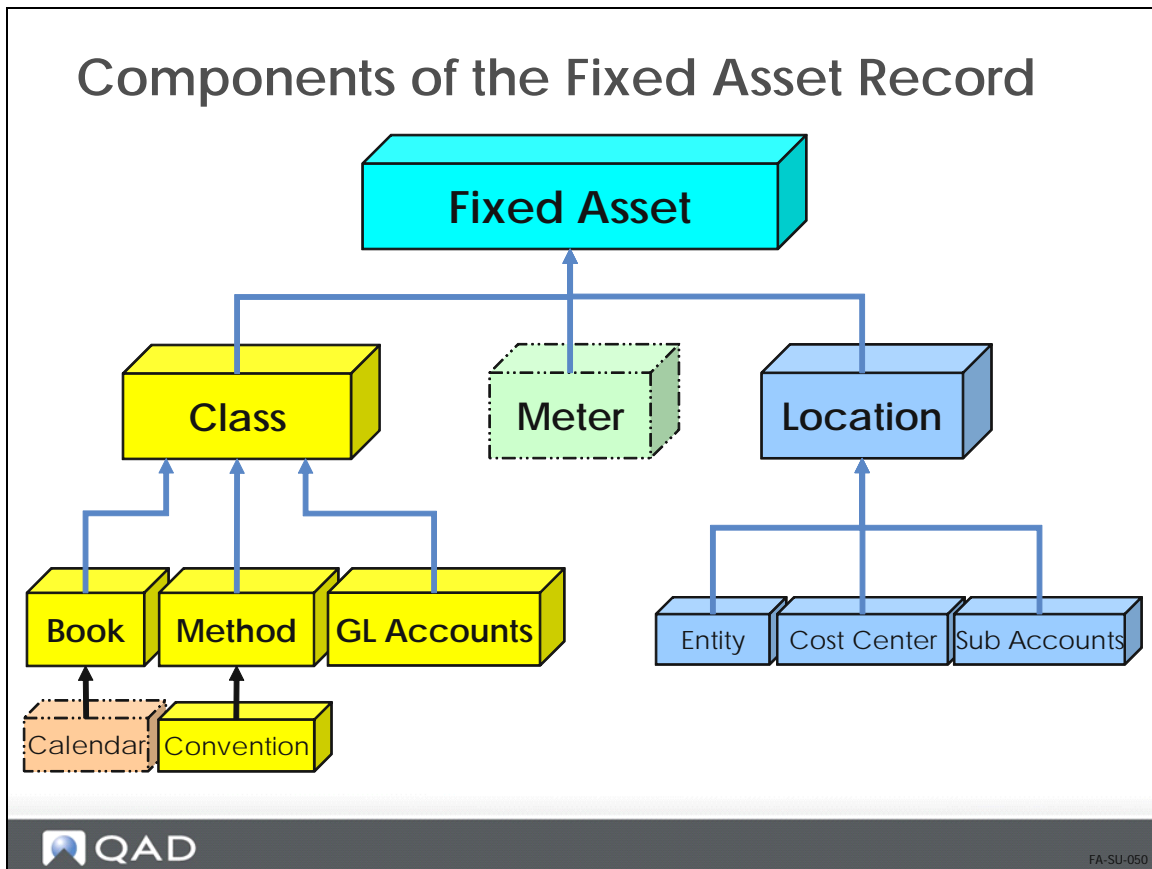 Components of the Fixed Asset Record
Fixed Asset
Class
Meter
Location
Book
Method
GL Accounts
Entity
Cost Center
Sub Accounts
Calendar
Convention
QAD
FA-SU-050